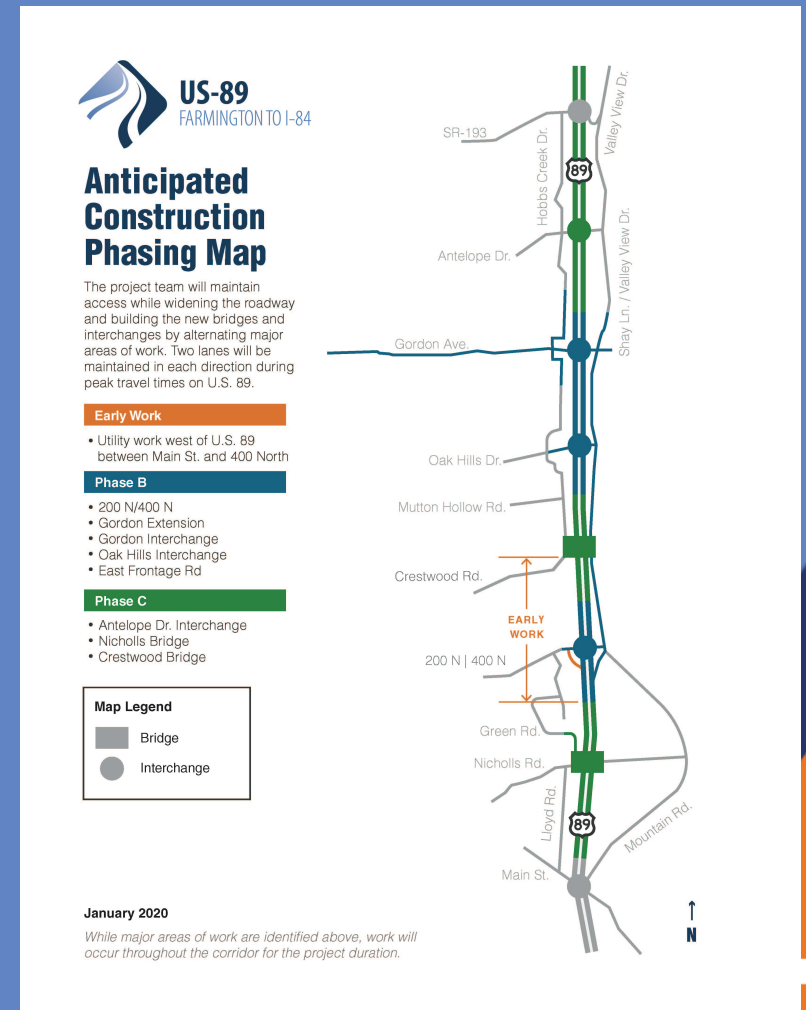 US-89
FARMINGTON TO I-84
Anticipated
Construction
Phasing Map
The project team will maintain
access while widening the roadway
and building the new bridges and
interchanges by alternating major
areas of work. Two lanes will be
maintained in each direction during
peak travel times on U.S. 89.
Early Work
• Utility work west of U.S. 89
between Main St. and 400 North
Phase B
• 200 N/400 N
• Gordon Extension
• Gordon Interchange
• Oak Hills Interchange
• East Frontage Rd
Phase C
• Antelope Dr. Interchange
• Nicholls Bridge
• Crestwood Bridge
Map Legend
Bridge
Interchange
January 2020
While major areas of work are identified above, work will
occur throughout the corridor for the project duration.
SR-193
Valley View Dr.
Hobbs Creek Dr.
89
Antelope Dr.
Shay Ln. / Valley View Dr.
Gordon Ave.
Oak Hills Dr.
Mutton Hollow Rd.
Crestwood Rd.
EARLY
WORK
200 N | 400 N
Green Rd.
Nicholls Rd.
Lloyd Rd.
89
Mountain Rd.
Main St.
N